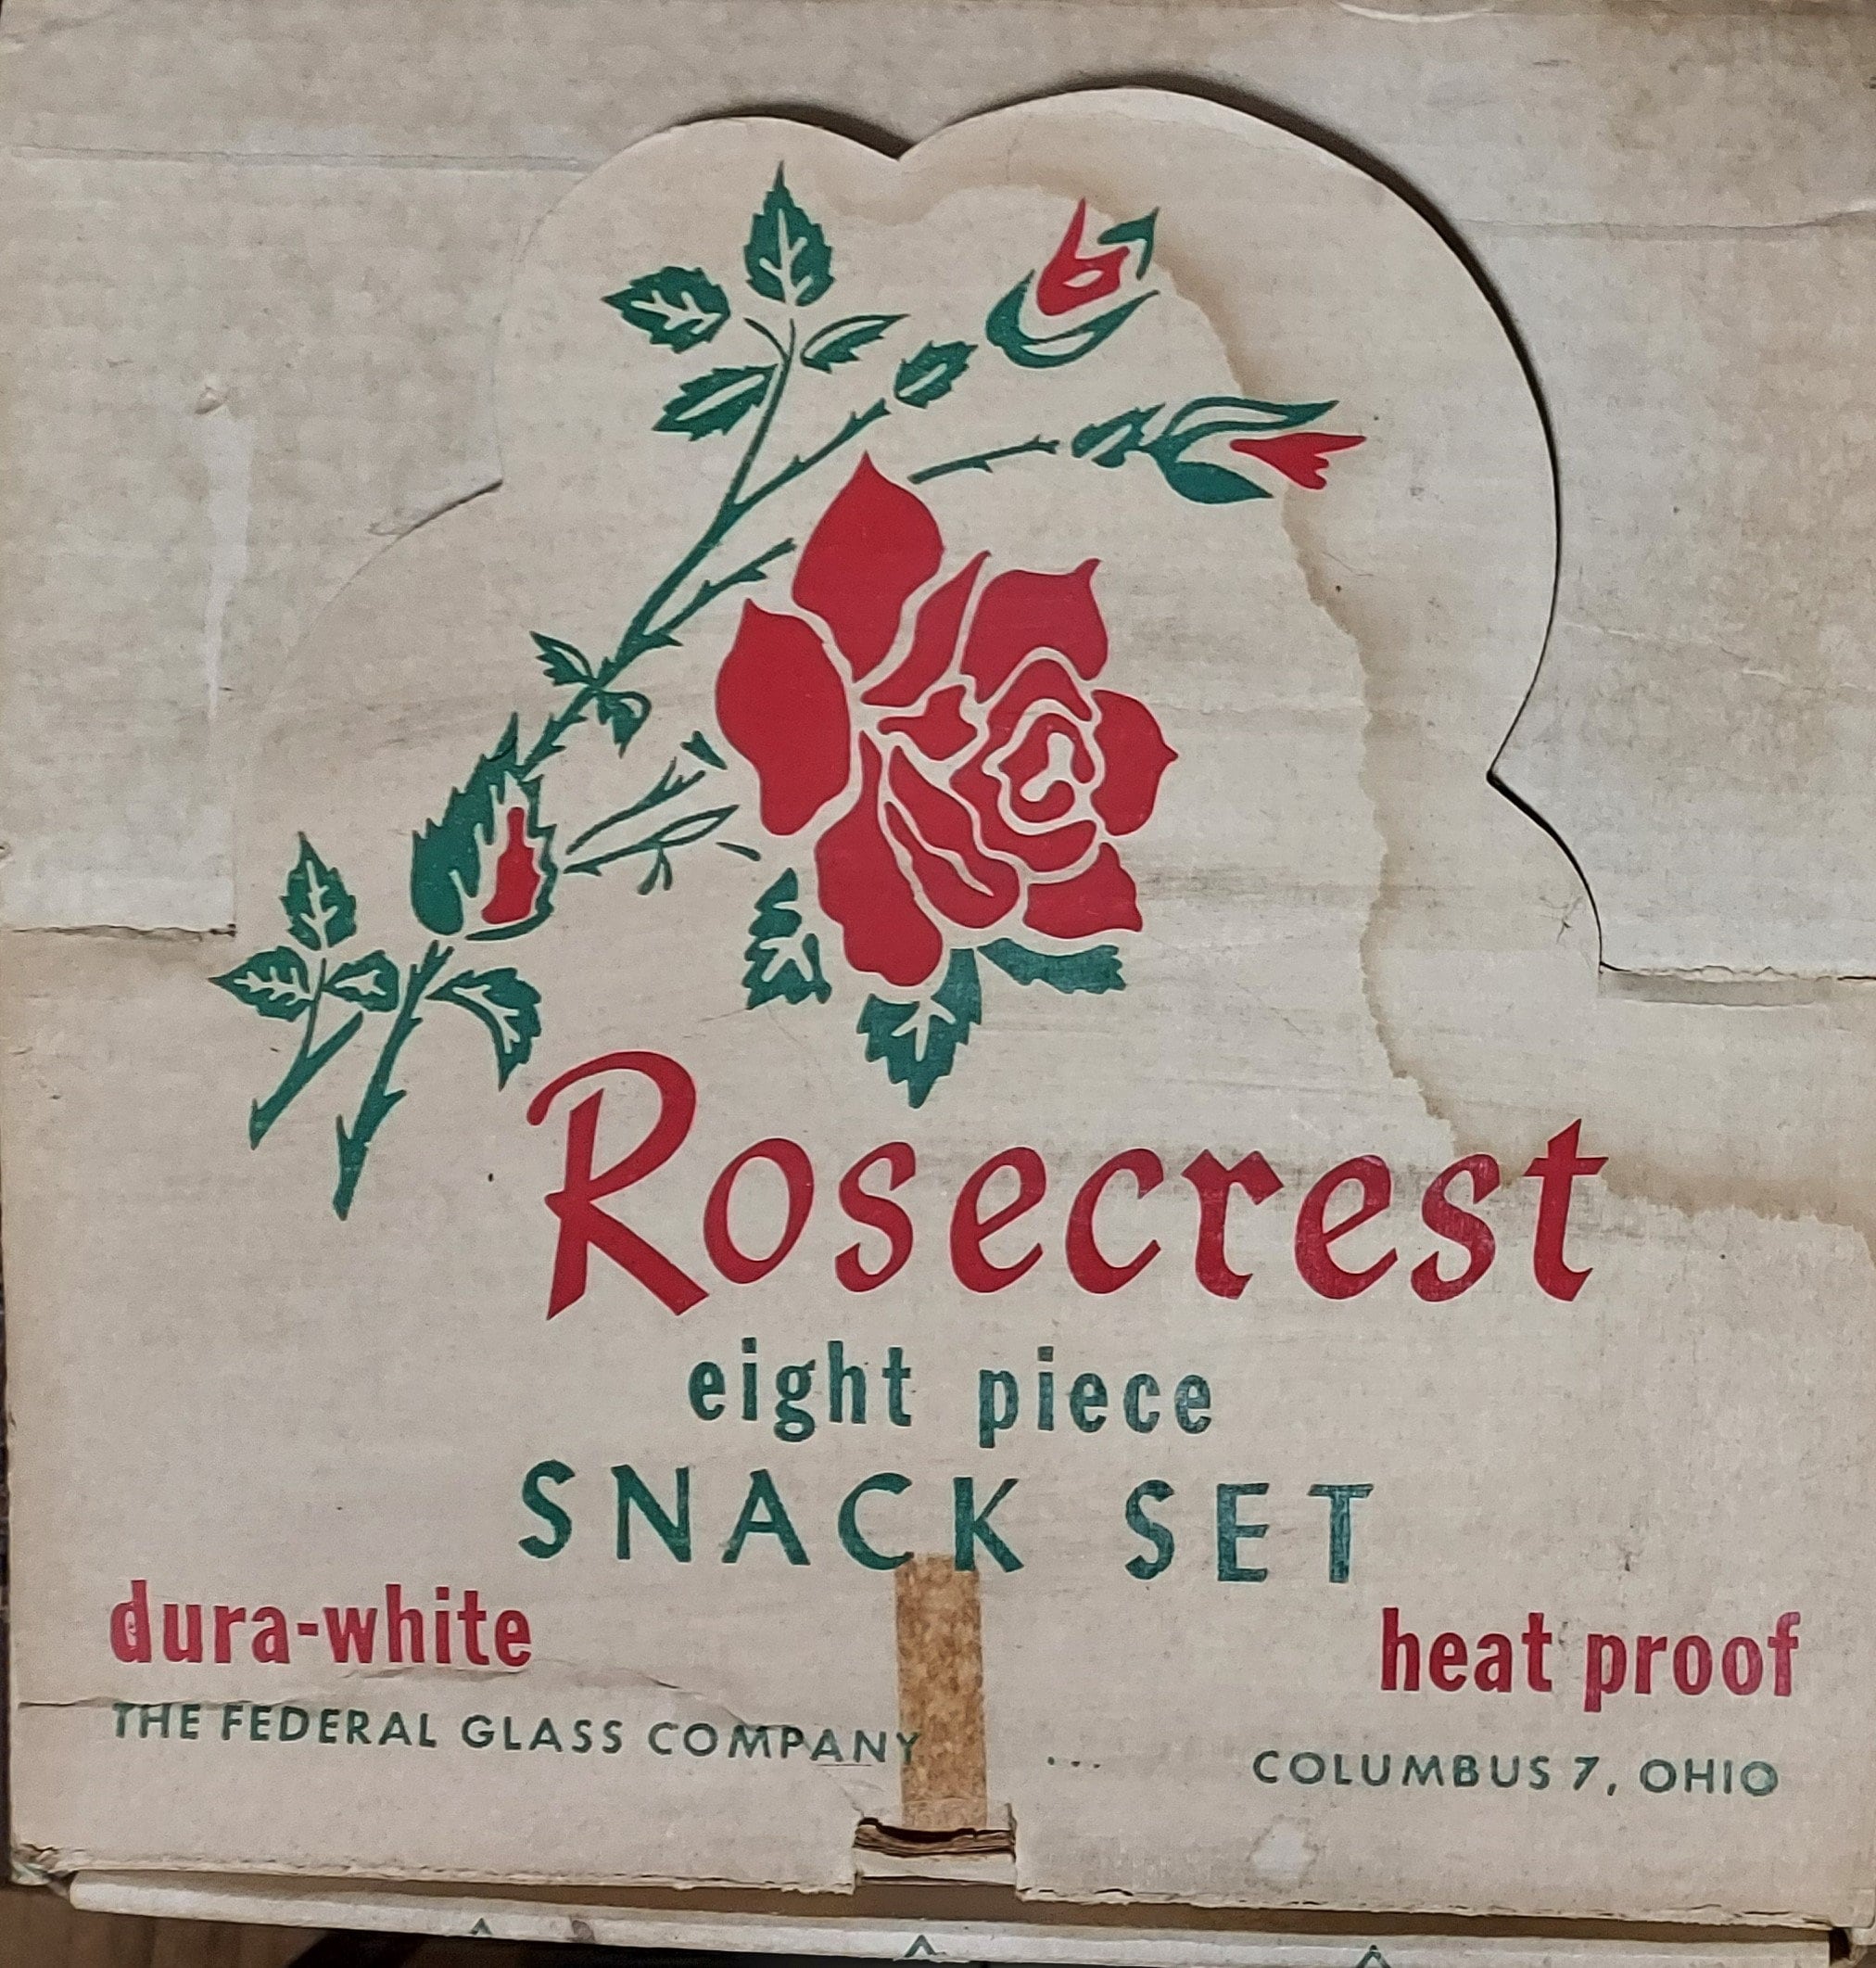 Rosecrest
eight piece
SNACK SET
dura-white
heat proof
THE FEDERAL GLASS COMPANY ... COLUMBUS 7, OHIO